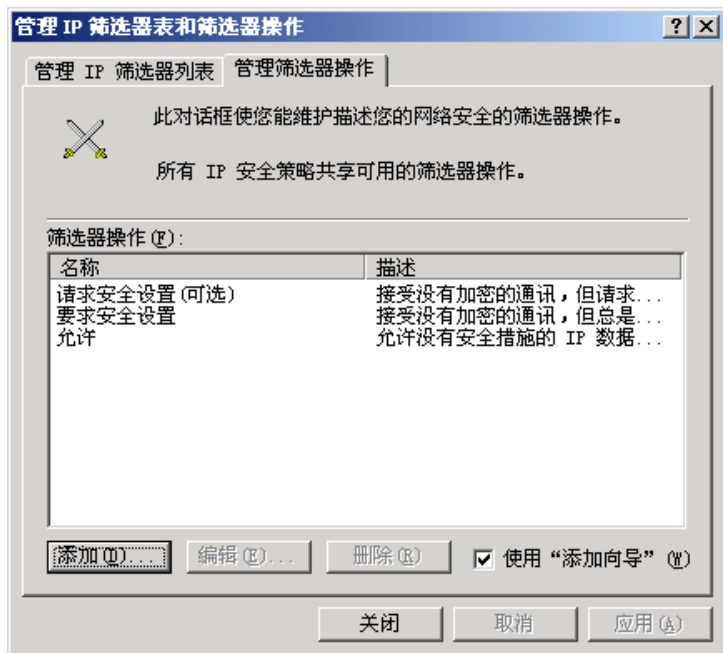 管理 IP 筛选器表和筛选器操作
管理 IP 筛选器列表 管理筛选器操作
此对话框使您能维护描述您的网络安全的筛选器操作。
所有 IP 安全策略共享可用的筛选器操作。
筛选器操作(F):
名称 描述
请求安全设置(可选) 接受没有加密的通讯，但请求...
要求安全设置 接受没有加密的通讯，但总是...
允许 允许没有安全措施的 IP 数据...
添加(D)... 编辑(E)... 删除(R) 使用“添加向导”(W)
关闭 取消 应用(A)